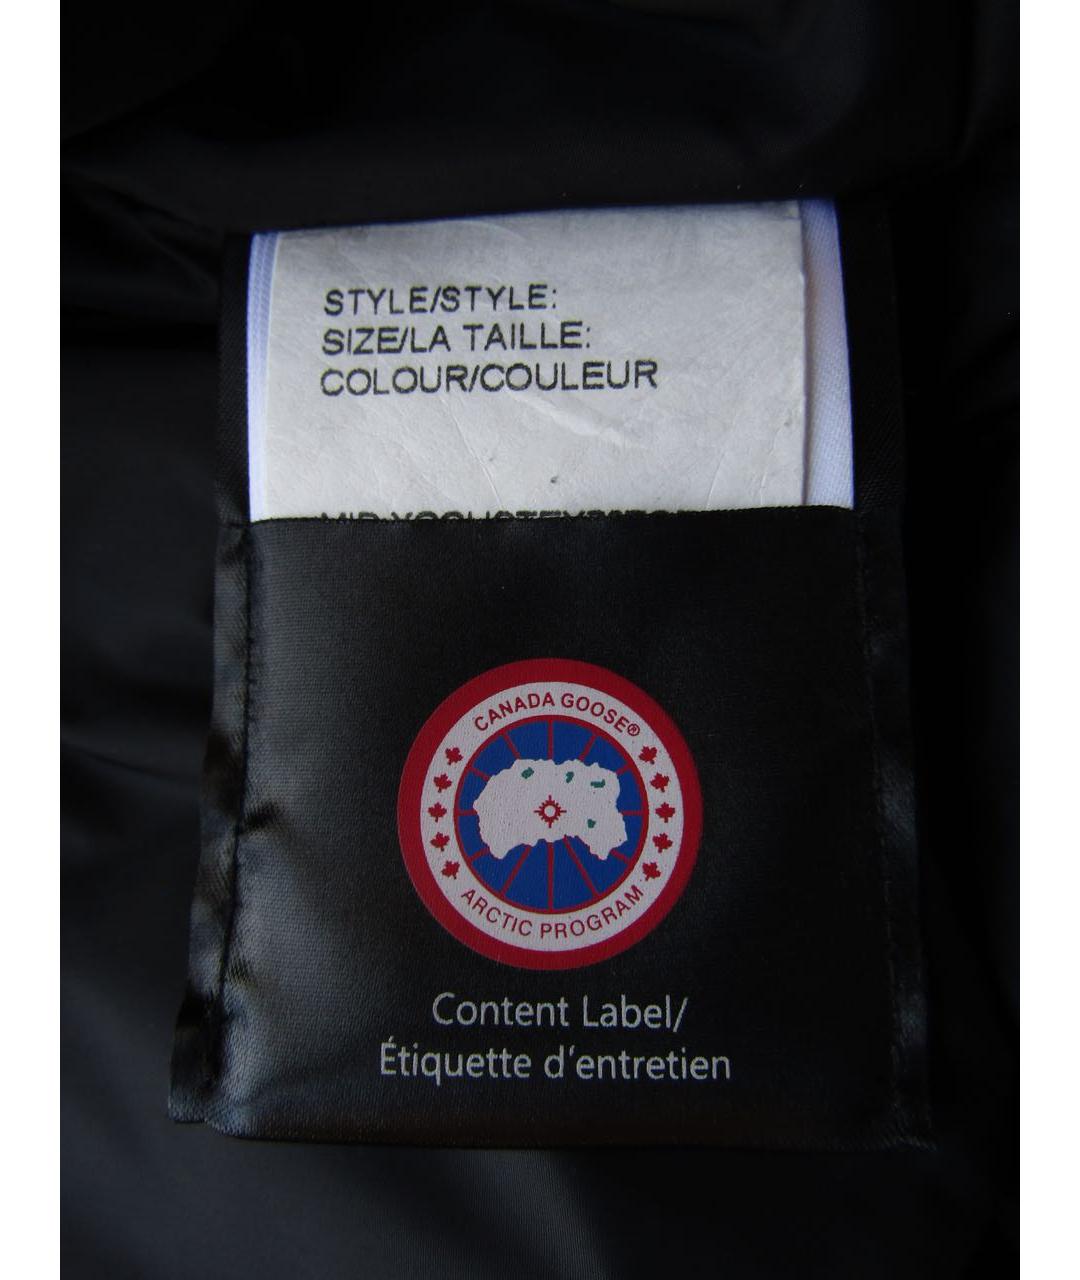 STYLE/STYLE:
SIZE/LA TAILLE:
COLOUR/COULEUR
CANADA GOOSE®
ARCTIC PROGRAM
Content Label/
Étiquette d'entretien